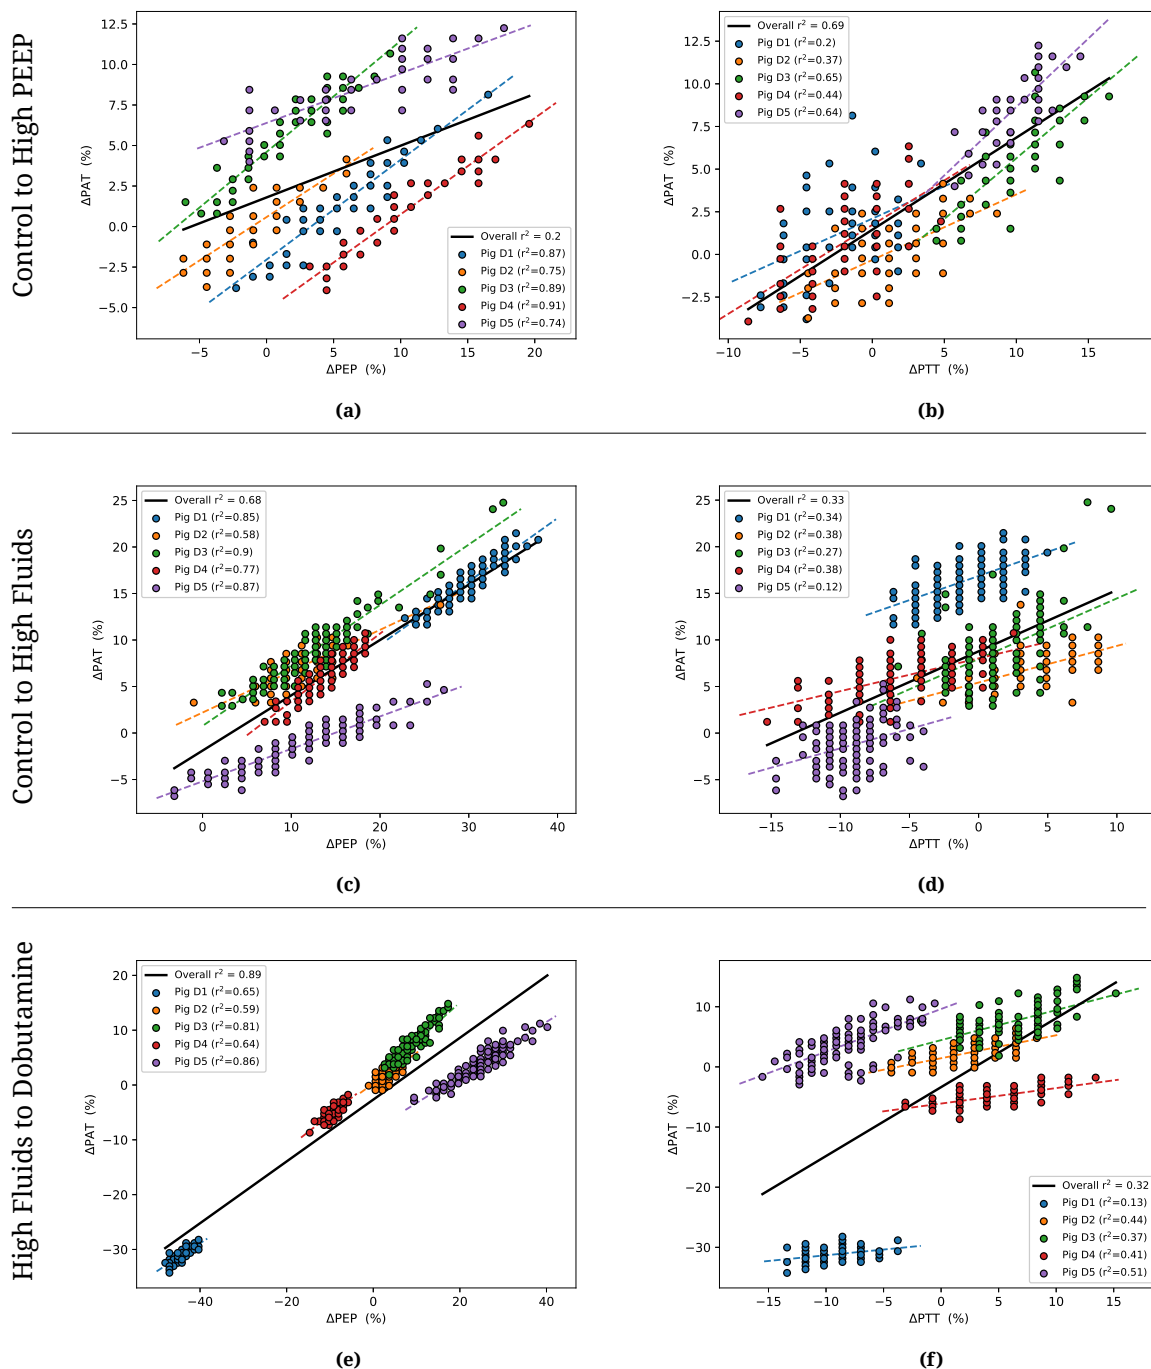 Control to High PEEP
12.5
10.0
7.5
5.0
2.5
0.0
−2.5
−5.0
ΔPAT (%)
Overall r² = 0.2
Pig D1 (r²=0.87)
Pig D2 (r²=0.75)
Pig D3 (r²=0.89)
Pig D4 (r²=0.91)
Pig D5 (r²=0.74)
−5 0 5 10 15 20
ΔPEP (%)
(a)
12.5
10.0
7.5
5.0
2.5
0.0
−2.5
ΔPAT (%)
Overall r² = 0.69
Pig D1 (r²=0.2)
Pig D2 (r²=0.37)
Pig D3 (r²=0.65)
Pig D4 (r²=0.44)
Pig D5 (r²=0.64)
−10 −5 0 5 10 15
ΔPTT (%)
(b)
Control to High Fluids
25
20
15
10
5
0
−5
ΔPAT (%)
Overall r² = 0.68
Pig D1 (r²=0.85)
Pig D2 (r²=0.58)
Pig D3 (r²=0.9)
Pig D4 (r²=0.77)
Pig D5 (r²=0.87)
0 10 20 30 40
ΔPEP (%)
(c)
25
20
15
10
5
0
−5
ΔPAT (%)
Overall r² = 0.33
Pig D1 (r²=0.34)
Pig D2 (r²=0.38)
Pig D3 (r²=0.27)
Pig D4 (r²=0.38)
Pig D5 (r²=0.12)
−15 −10 −5 0 5 10
ΔPTT (%)
(d)
High Fluids to Dobutamine
20
10
0
−10
−20
−30
ΔPAT (%)
Overall r² = 0.89
Pig D1 (r²=0.65)
Pig D2 (r²=0.59)
Pig D3 (r²=0.81)
Pig D4 (r²=0.64)
Pig D5 (r²=0.86)
−40 −20 0 20 40
ΔPEP (%)
(e)
10
0
−10
−20
−30
ΔPAT (%)
Overall r² = 0.32
Pig D1 (r²=0.13)
Pig D2 (r²=0.44)
Pig D3 (r²=0.37)
Pig D4 (r²=0.41)
Pig D5 (r²=0.51)
−15 −10 −5 0 5 10 15
ΔPTT (%)
(f)